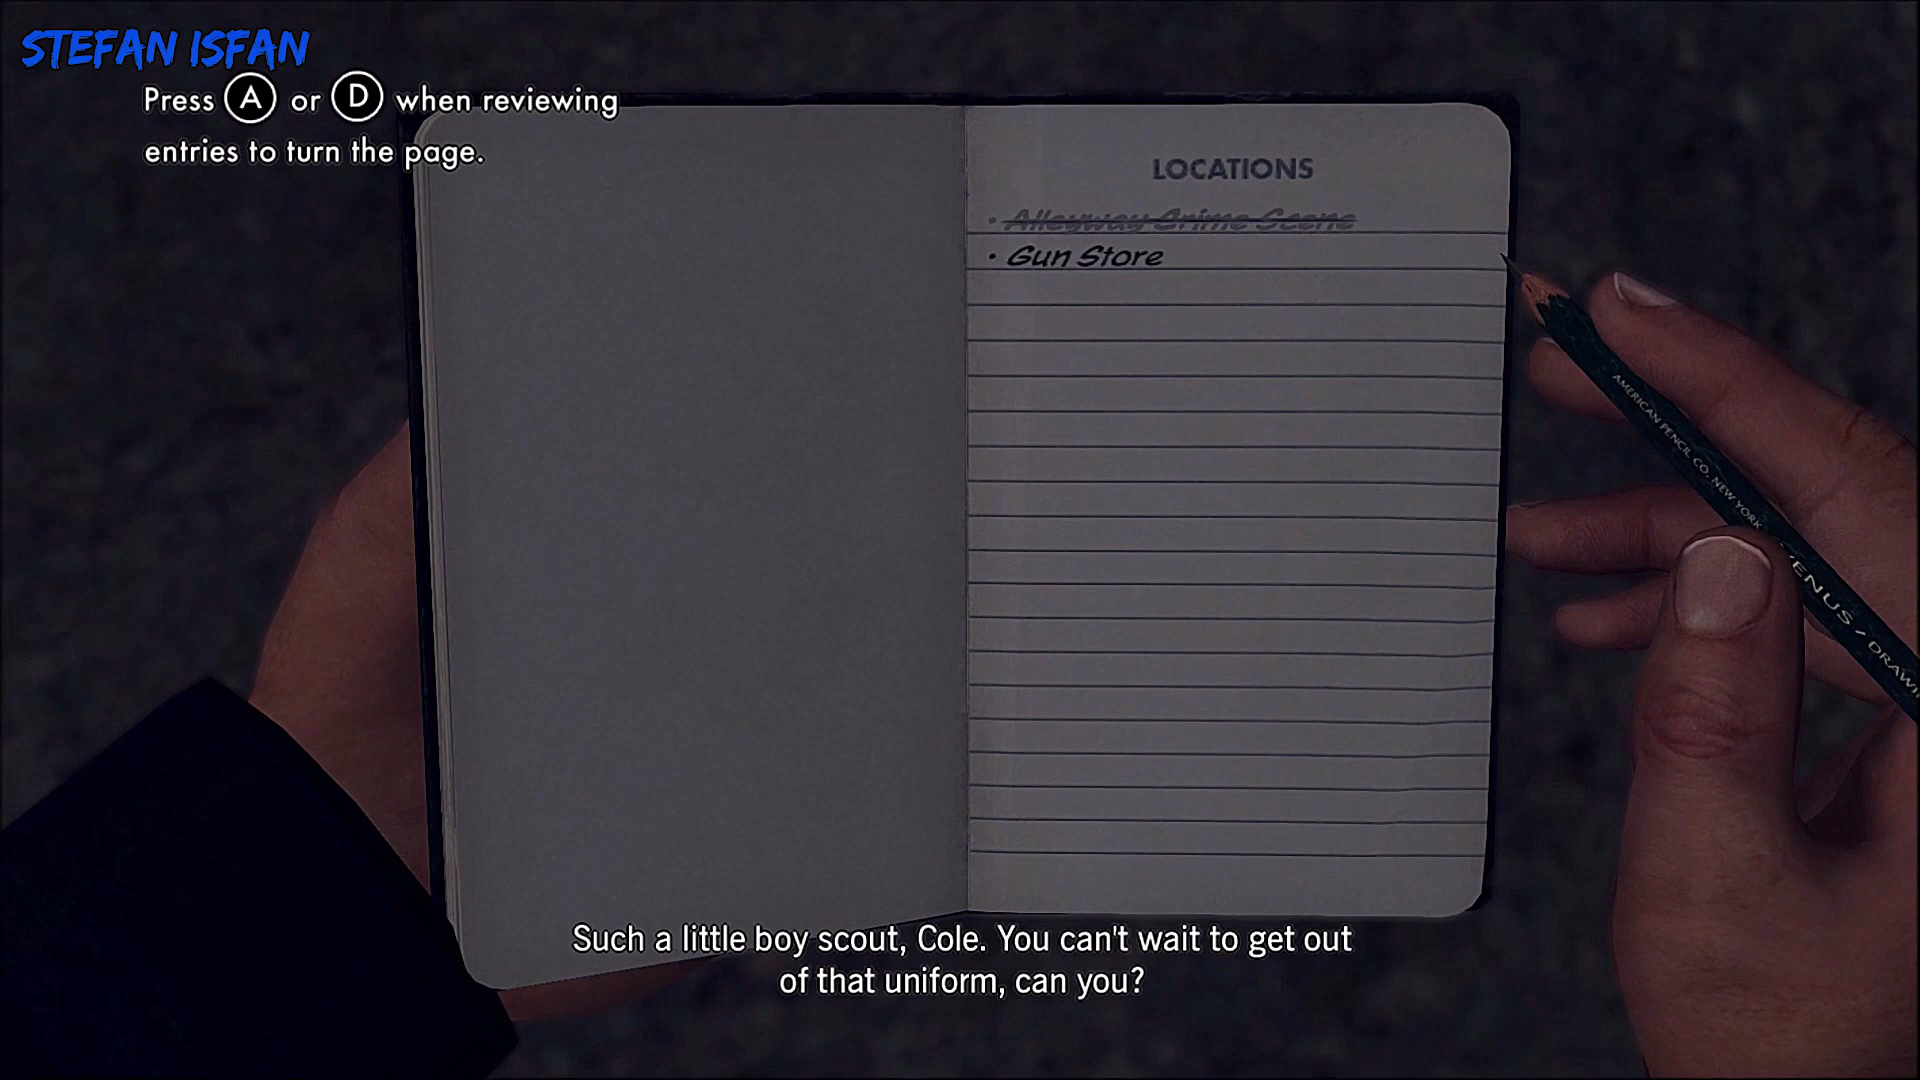 STEFAN ISFAN
Press A or D when reviewing
entries to turn the page.
LOCATIONS
• Alleyway Crime Scene
• Gun Store
AMERICAN PENCIL CO. NEW YORK
VENUS / DRAWI
Such a little boy scout, Cole. You can't wait to get out
of that uniform, can you?